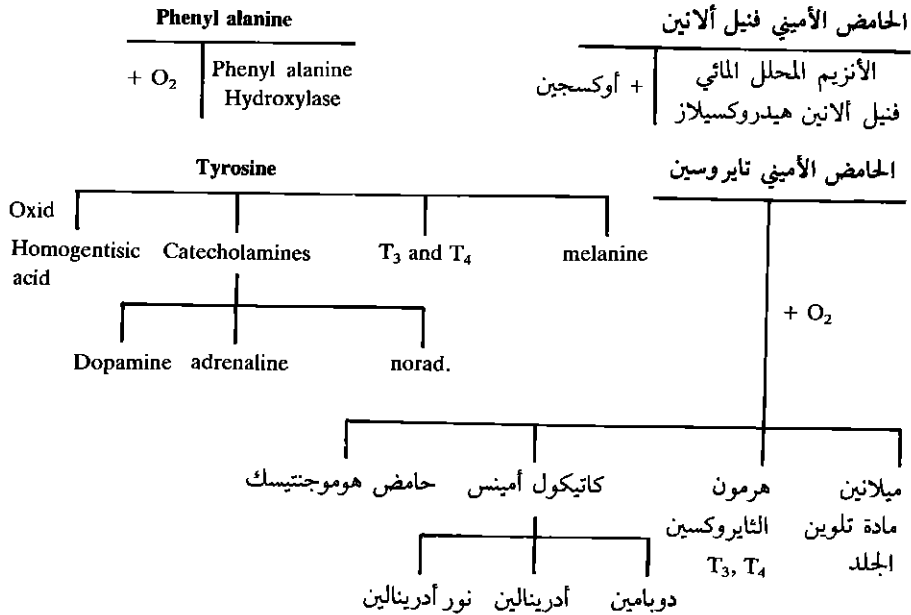 Phenyl alanine
+ O₂
Phenyl alanine
Hydroxylase
Tyrosine
Oxid
Homogentisic
acid
Catecholamines
T₃ and T₄
melanine
Dopamine
adrenaline
norad.
الحامض الأميني فنيل ألانين
الأنزيم المحلل المائي
فنيل ألانين هيدروكسيلاز
+ أوكسجين
الحامض الأميني تايروسين
+ O₂
ميلانين
مادة تلوين
الجلد
هرمون
الثايروكسين
T₃, T₄
كاتيكول أمينس
حامض هوموجنتيسك
دوبامين
أدرينالين
نور أدرينالين